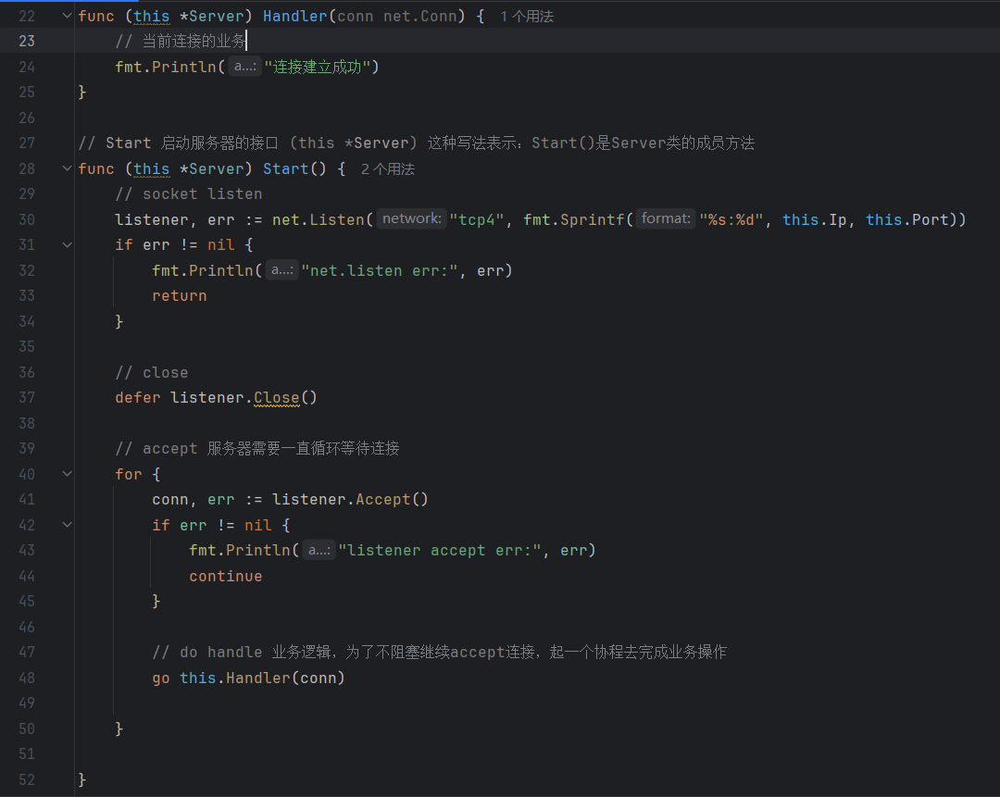 22 func (this *Server) Handler(conn net.Conn) { 1 个用法
23 // 当前连接的业务
24 fmt.Println( a...: "连接建立成功")
25 }
26
27 // Start 启动服务器的接口 (this *Server) 这种写法表示：Start()是Server类的成员方法
28 func (this *Server) Start() { 2 个用法
29 // socket listen
30 listener, err := net.Listen( network: "tcp4", fmt.Sprintf( format: "%s:%d", this.Ip, this.Port))
31 if err != nil {
32 fmt.Println( a...: "net.listen err:", err)
33 return
34 }
35
36 // close
37 defer listener.Close()
38
39 // accept 服务器需要一直循环等待连接
40 for {
41 conn, err := listener.Accept()
42 if err != nil {
43 fmt.Println( a...: "listener accept err:", err)
44 continue
45 }
46
47 // do handle 业务逻辑，为了不阻塞继续accept连接，起一个协程去完成业务操作
48 go this.Handler(conn)
49
50 }
51
52 }